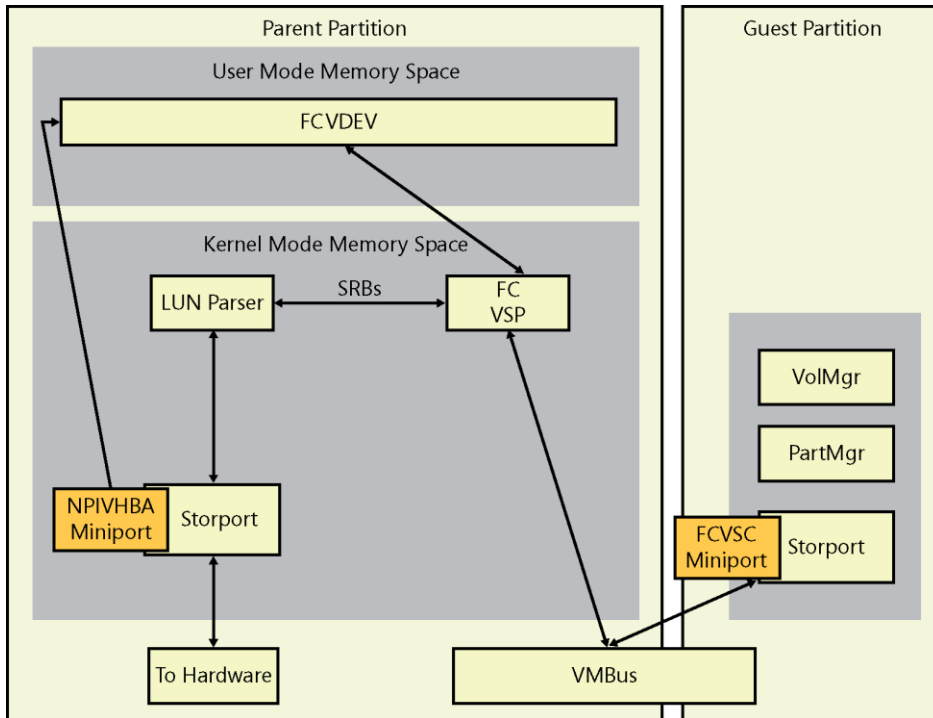 Parent Partition
Guest Partition
User Mode Memory Space
FCVDEV
Kernel Mode Memory Space
LUN Parser
SRBs
FC
VSP
VolMgr
PartMgr
NPIVHBA
Miniport
Storport
FCVSC
Miniport
Storport
To Hardware
VMBus